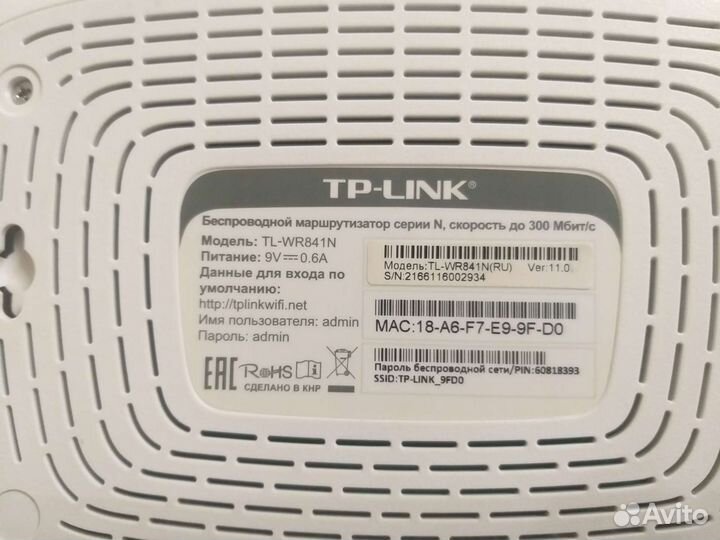 TP-LINK®
Беспроводной маршрутизатор серии N, скорость до 300 Мбит/с
Модель: TL-WR841N
Питание: 9V⎓0.6A
Данные для входа по
умолчанию:
http://tplinkwifi.net
Имя пользователя: admin
Пароль: admin
EAC RoHS
СДЕЛАНО В КНР
Модель:TL-WR841N(RU) Ver:11.0
S/N:2166116002934
MAC:18-A6-F7-E9-9F-D0
Пароль беспроводной сети/PIN:60818393
SSID:TP-LINK_9FD0
Avito